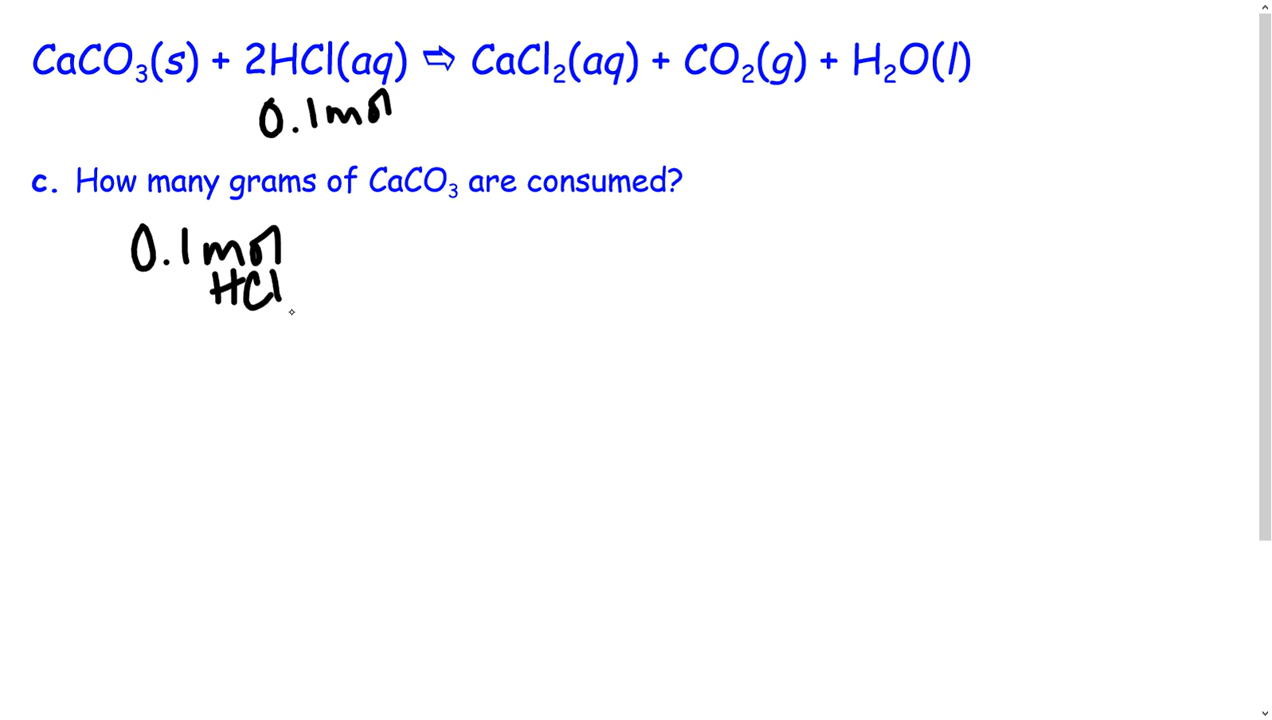 CaCO₃(s) + 2HCl(aq) ⇨ CaCl₂(aq) + CO₂(g) + H₂O(l)
0.1mol
c. How many grams of CaCO₃ are consumed?
0.1mol
HCl